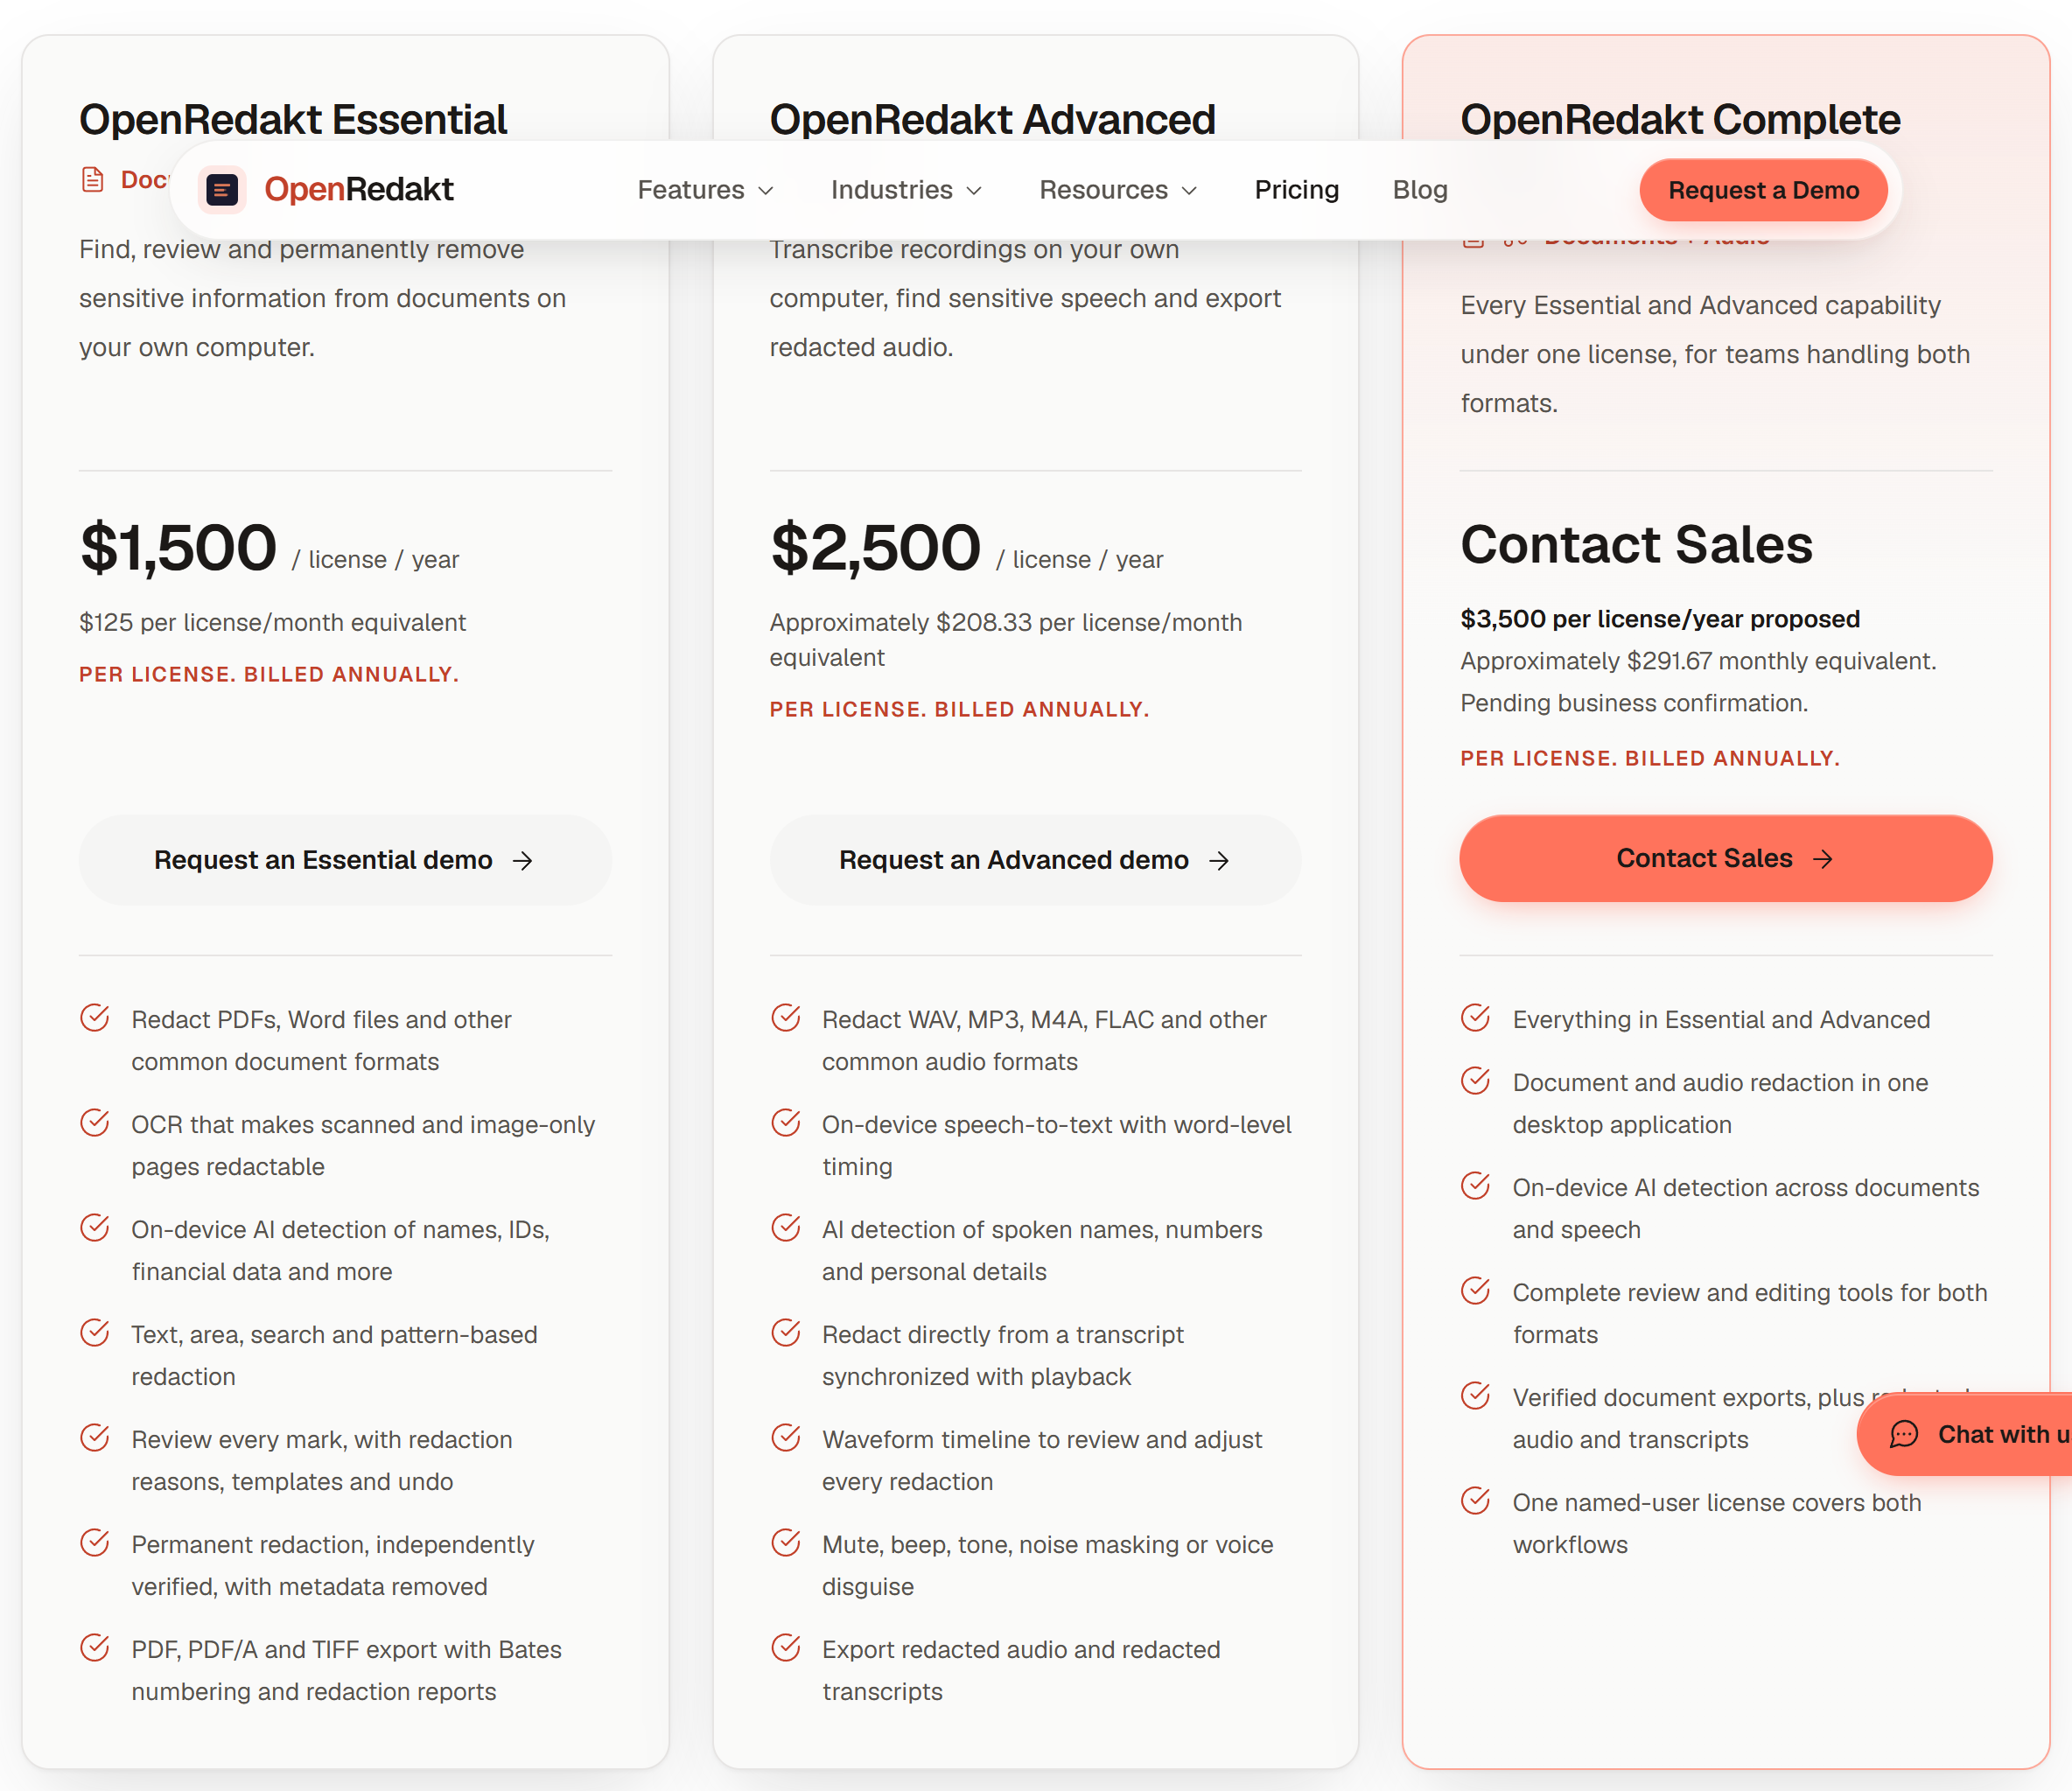 OpenRedakt Essential
OpenRedakt
Features
Industries
Resources
Pricing
Blog
Request a Demo
Find, review and permanently remove
sensitive information from documents on
your own computer.
$1,500 / license / year
$125 per license/month equivalent
PER LICENSE. BILLED ANNUALLY.
Request an Essential demo
Redact PDFs, Word files and other
common document formats
OCR that makes scanned and image-only
pages redactable
On-device AI detection of names, IDs,
financial data and more
Text, area, search and pattern-based
redaction
Review every mark, with redaction
reasons, templates and undo
Permanent redaction, independently
verified, with metadata removed
PDF, PDF/A and TIFF export with Bates
numbering and redaction reports
OpenRedakt Advanced
Transcribe recordings on your own
computer, find sensitive speech and export
redacted audio.
$2,500 / license / year
Approximately $208.33 per license/month
equivalent
PER LICENSE. BILLED ANNUALLY.
Request an Advanced demo
Redact WAV, MP3, M4A, FLAC and other
common audio formats
On-device speech-to-text with word-level
timing
AI detection of spoken names, numbers
and personal details
Redact directly from a transcript
synchronized with playback
Waveform timeline to review and adjust
every redaction
Mute, beep, tone, noise masking or voice
disguise
Export redacted audio and redacted
transcripts
OpenRedakt Complete
Documents + Audio
Every Essential and Advanced capability
under one license, for teams handling both
formats.
Contact Sales
$3,500 per license/year proposed
Approximately $291.67 monthly equivalent.
Pending business confirmation.
PER LICENSE. BILLED ANNUALLY.
Contact Sales
Everything in Essential and Advanced
Document and audio redaction in one
desktop application
On-device AI detection across documents
and speech
Complete review and editing tools for both
formats
Verified document exports, plus
audio and transcripts
One named-user license covers both
workflows
Chat with